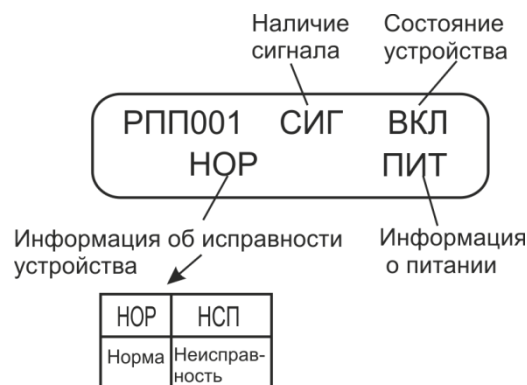 Наличие
сигнала
Состояние
устройства
РПП001 СИГ ВКЛ
НОР ПИТ
Информация об исправности
устройства
Информация
о питании
НОР НСП
Норма Неисправ-
ность